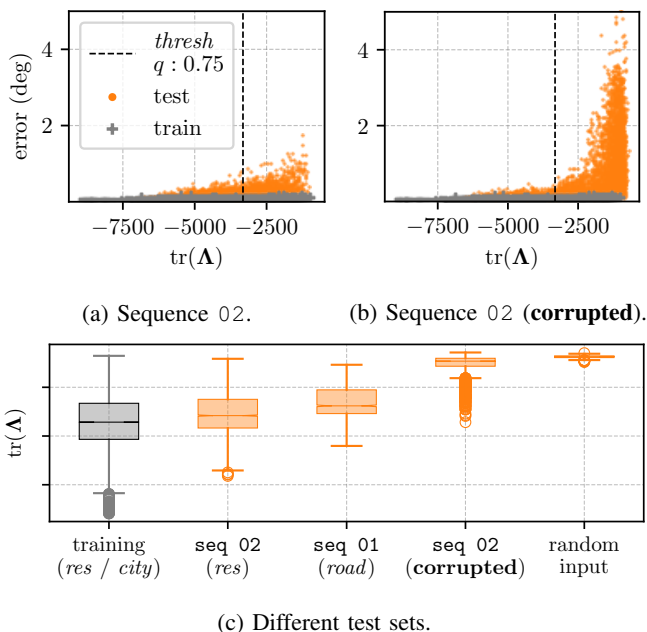 4
2
error (deg)
thresh
q : 0.75
test
train
−7500 −5000 −2500
tr(Λ)
(a) Sequence 02.
4
2
−7500 −5000 −2500
tr(Λ)
(b) Sequence 02 (corrupted).
tr(Λ)
training
(res / city)
seq 02
(res)
seq 01
(road)
seq 02
(corrupted)
random
input
(c) Different test sets.